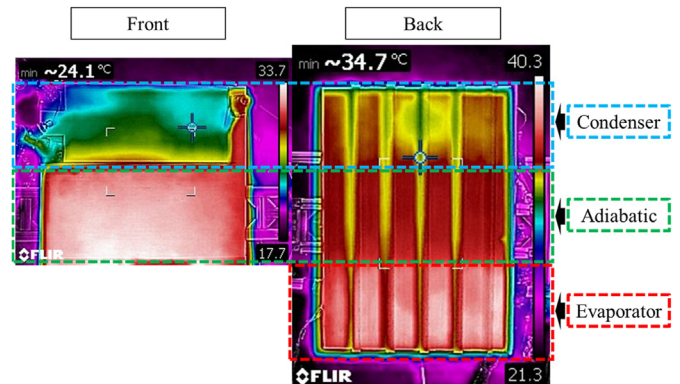 Front
Back
min ~24.1 °C
33.7
min ~34.7 °C
40.3
Condenser
Adiabatic
Evaporator
17.7
FLIR
21.3
FLIR